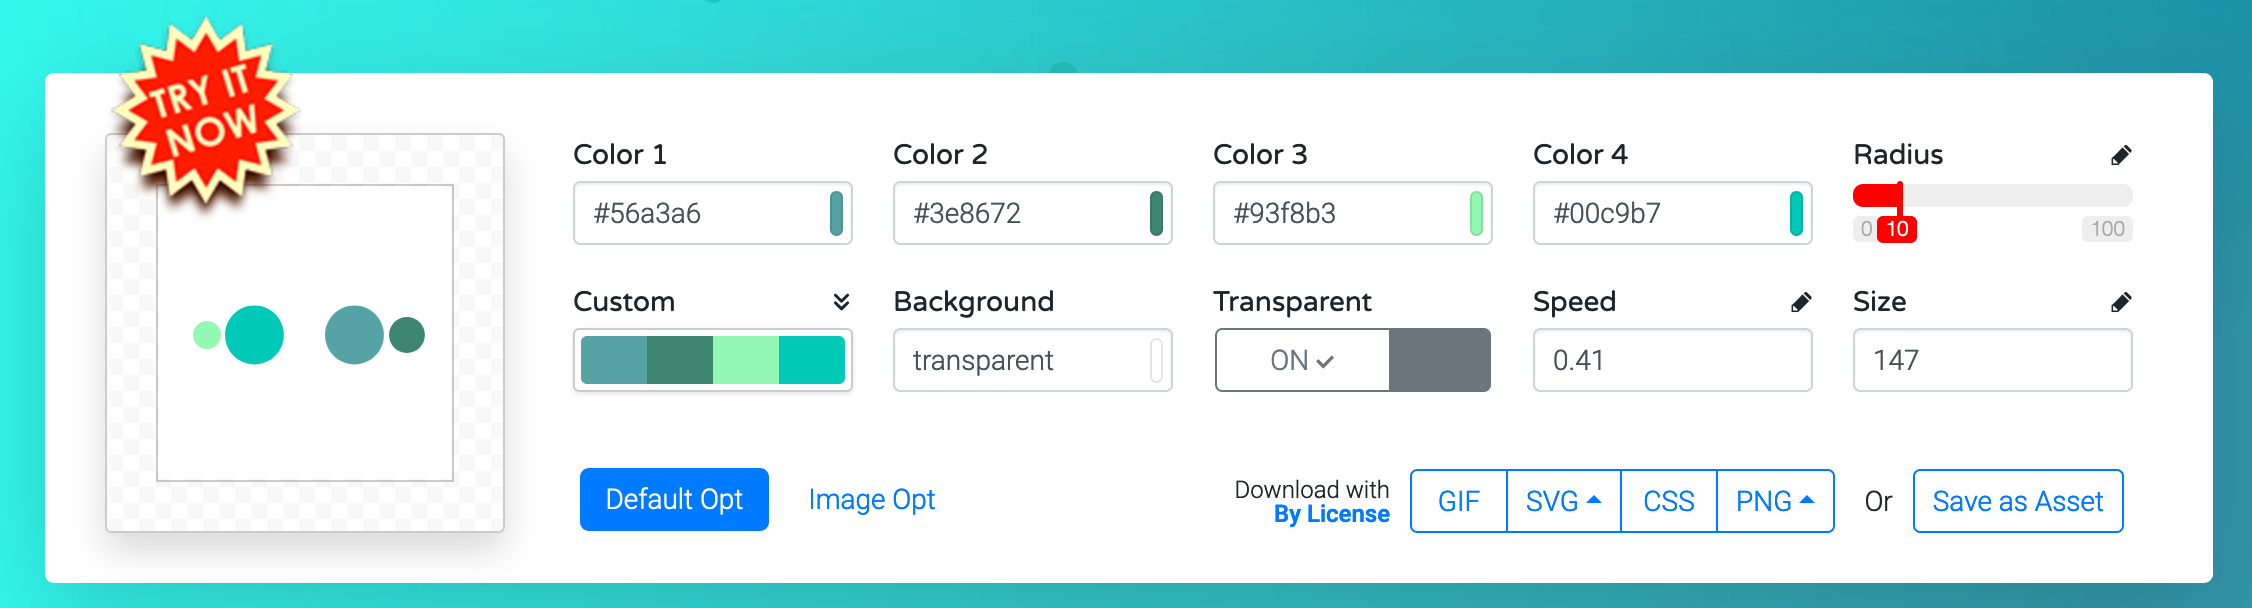 TRY IT
NOW
Color 1
Color 2
Color 3
Color 4
Radius
#56a3a6
#3e8672
#93f8b3
#00c9b7
0
10
100
Custom
Background
Transparent
Speed
Size
transparent
ON
0.41
147
Default Opt
Image Opt
Download with
By License
GIF
SVG
CSS
PNG
Or
Save as Asset